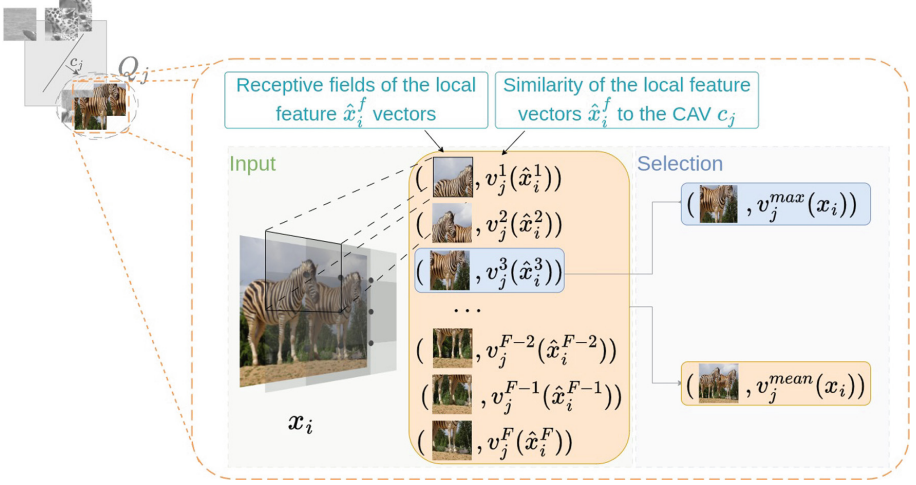 c_j
Q_j
Receptive fields of the local
feature x̂_i^f vectors
Similarity of the local feature
vectors x̂_i^f to the CAV c_j
Input
Selection
( , v_j^1(x̂_i^1))
( , v_j^2(x̂_i^2))
( , v_j^3(x̂_i^3))
...
( , v_j^{F-2}(x̂_i^{F-2}))
( , v_j^{F-1}(x̂_i^{F-1}))
( , v_j^F(x̂_i^F))
x_i
( , v_j^{max}(x_i))
( , v_j^{mean}(x_i))